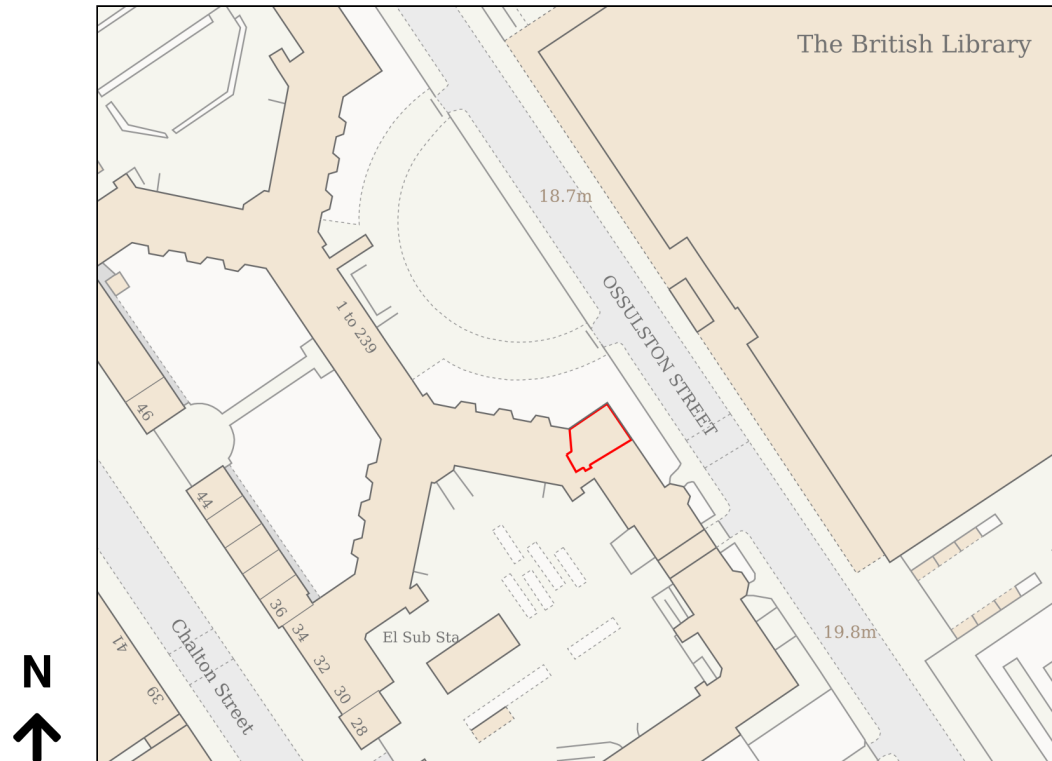 The British Library
18.7m
OSSULSTON STREET
1 to 239
46
44
36
34
El Sub Sta
19.8m
32
41
Chalton Street
30
39
28
N